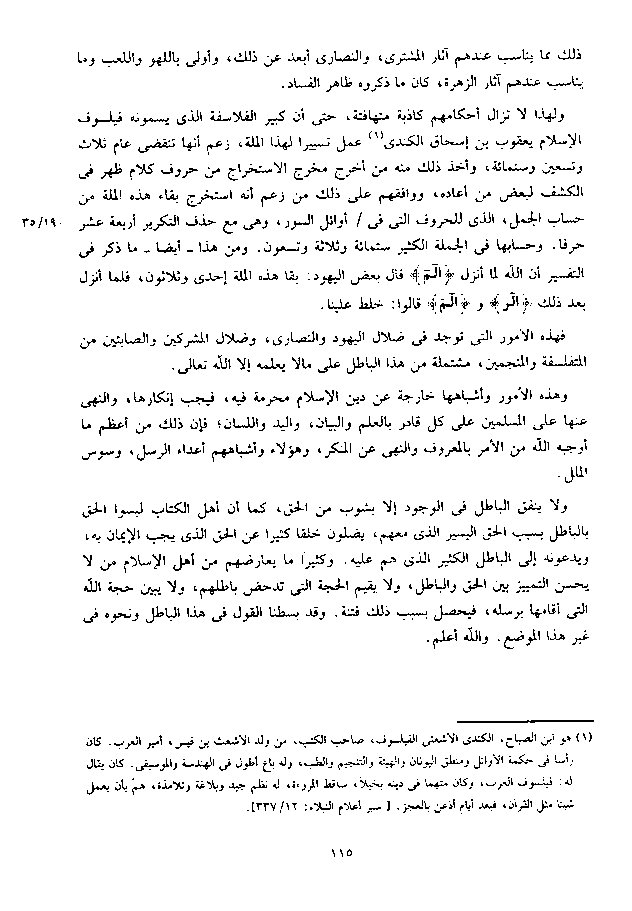 ذلك مما يناسب عندهم آثار المشترى، والنصارى أبعد عن ذلك، وأولى باللهو واللعب وما
يناسب عندهم آثار الزهرة، كان ما ذكروه ظاهر الفساد.
ولهذا لا تزال أحكامهم كاذبة متهافتة، حتى أن كبير الفلاسفة الذى يسمونه فيلسوف
الإسلام يعقوب بن إسحاق الكندى(١) عمل تسييرا لهذا الملة، زعم أنها تنقضى عام ثلاث
وتسعين وستمائة، وأخذ ذلك منه من أخرج مخرج الاستخراج من حروف كلام ظهر فى
الكشف لبعض من أعاده، ووافقهم على ذلك من زعم أنه استخرج بقاء هذه الملة من
حساب الجمل، الذى للحروف التى فى / أوائل السور، وهى مع حذف التكرير أربعة عشر ٣٥/١٩٠
حرفا. وحسابها فى الجملة الكثير ستمائة وثلاثة وتسعون. ومن هذا ـ أيضا ـ ما ذكر فى
التفسير أن الله لما أنزل ﴿الٓمٓ﴾ قال بعض اليهود: بقا هذه الملة إحدى وثلاثون، فلما أنزل
بعد ذلك ﴿الٓر﴾ و ﴿الٓمٓ﴾ قالوا: خلط علينا.
فهذه الأمور التى توجد فى ضلال اليهود والنصارى، وضلال المشركين والصابئين من
المتفلسفة والمنجمين، مشتملة من هذا الباطل على مالا يعلمه إلا الله تعالى.
وهذه الأمور وأشباهها خارجة عن دين الإسلام محرمة فيه، فيجب إنكارها، والنهى
عنها على المسلمين على كل قادر بالعلم والبيان، واليد واللسان؛ فإن ذلك من أعظم ما
أوجبه الله من الأمر بالمعروف والنهى عن المنكر، وهؤلاء وأشباههم أعداء الرسل، وسوس
الملل.
ولا ينفق الباطل فى الوجود إلا بشوب من الحق، كما أن أهل الكتاب لبسوا الحق
بالباطل بسبب الحق اليسير الذى معهم، يضلون خلقا كثيرا عن الحق الذى يجب الإيمان به،
ويدعونه إلى الباطل الكثير الذى هم عليه. وكثيراً ما يعارضهم من أهل الإسلام من لا
يحسن التمييز بين الحق والباطل، ولا يقيم الحجة التى تدحض باطلهم، ولا يبين حجة الله
التى أقامها برسله، فيحصل بسبب ذلك فتنة. وقد بسطنا القول فى هذا الباطل ونحوه فى
غير هذا الموضع. والله أعلم.
(١) هو ابن الصباح، الكندى الأشعثى الفيلسوف، صاحب الكتب، من ولد الأشعث بن قيس، أمير العرب. كان
رأسا فى حكمة الأوائل ومنطق اليونان والهيئة والتنجيم والطب، وله باع أطول فى الهندسة والموسيقى. كان يقال
له: فيلسوف العرب، وكان متهما فى دينه بخيلاً، ساقط المروءة، له نظم جيد وبلاغة وتلامذة، همّ بأن يعمل
شيئا مثل القرآن، فبعد أيام أذعن بالعجز. [ سير أعلام النبلاء: ١٢/ ٣٣٧].
١١٥